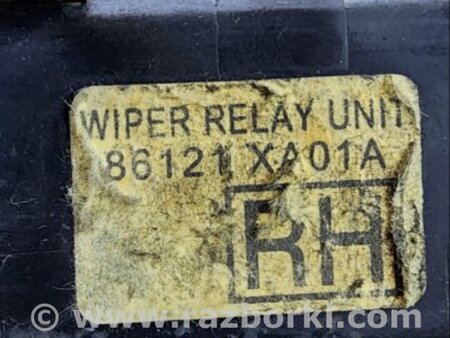 WIPER RELAY UNIT
86121 XA01A
RH
© www.razborki.com